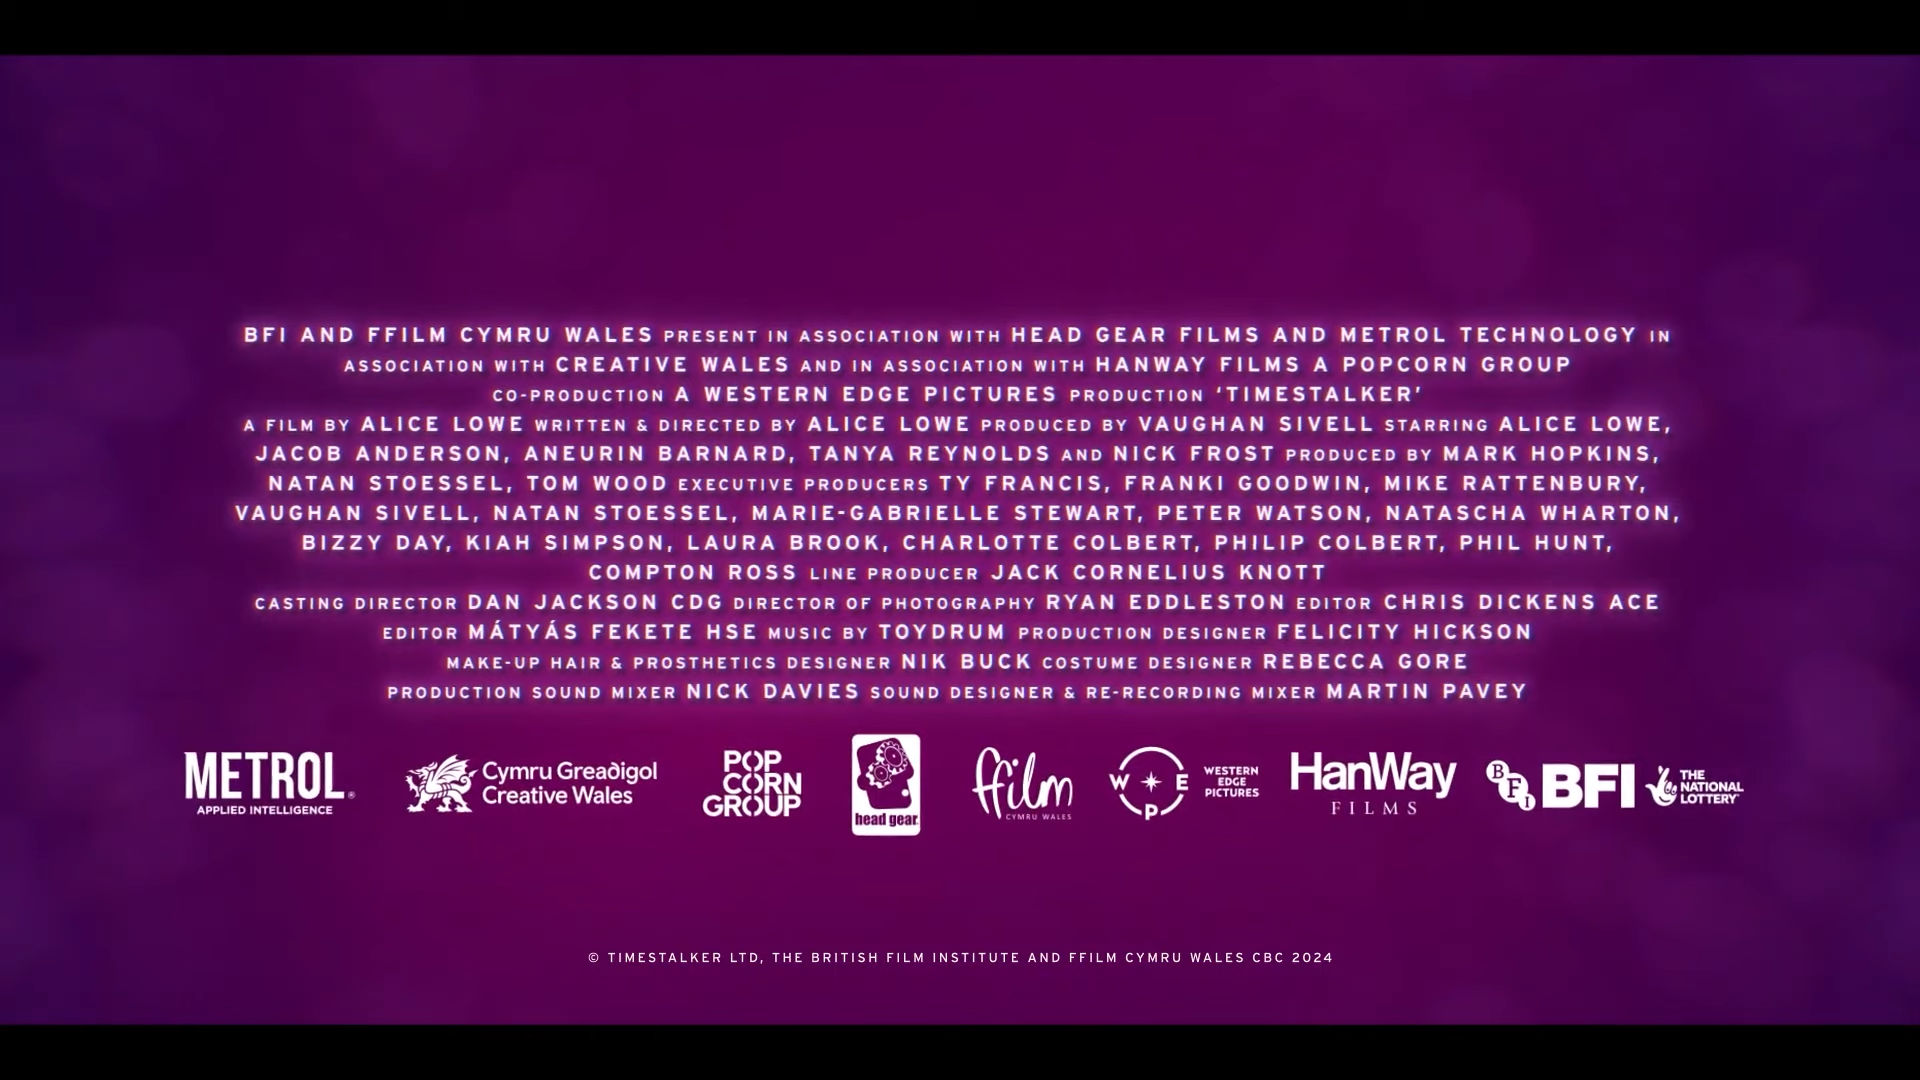 BFI AND FFILM CYMRU WALES PRESENT IN ASSOCIATION WITH HEAD GEAR FILMS AND METROL TECHNOLOGY IN
ASSOCIATION WITH CREATIVE WALES AND IN ASSOCIATION WITH HANWAY FILMS A POPCORN GROUP
CO-PRODUCTION A WESTERN EDGE PICTURES PRODUCTION ‘TIMESTALKER’
A FILM BY ALICE LOWE WRITTEN & DIRECTED BY ALICE LOWE PRODUCED BY VAUGHAN SIVELL STARRING ALICE LOWE,
JACOB ANDERSON, ANEURIN BARNARD, TANYA REYNOLDS AND NICK FROST PRODUCED BY MARK HOPKINS,
NATAN STOESSEL, TOM WOOD EXECUTIVE PRODUCERS TY FRANCIS, FRANKI GOODWIN, MIKE RATTENBURY,
VAUGHAN SIVELL, NATAN STOESSEL, MARIE-GABRIELLE STEWART, PETER WATSON, NATASCHA WHARTON,
BIZZY DAY, KIAH SIMPSON, LAURA BROOK, CHARLOTTE COLBERT, PHILIP COLBERT, PHIL HUNT,
COMPTON ROSS LINE PRODUCER JACK CORNELIUS KNOTT
CASTING DIRECTOR DAN JACKSON CDG DIRECTOR OF PHOTOGRAPHY RYAN EDDLESTON EDITOR CHRIS DICKENS ACE
EDITOR MÁTYÁS FEKETE HSE MUSIC BY TOYDRUM PRODUCTION DESIGNER FELICITY HICKSON
MAKE-UP HAIR & PROSTHETICS DESIGNER NIK BUCK COSTUME DESIGNER REBECCA GORE
PRODUCTION SOUND MIXER NICK DAVIES SOUND DESIGNER & RE-RECORDING MIXER MARTIN PAVEY
METROL®
APPLIED INTELLIGENCE
Cymru Greadigol
Creative Wales
POP
CORN
GROUP
head gear
ffilm
CYMRU WALES
W E P
WESTERN
EDGE
PICTURES
HanWay
FILMS
BFI BFI
THE
NATIONAL
LOTTERY
© TIMESTALKER LTD, THE BRITISH FILM INSTITUTE AND FFILM CYMRU WALES CBC 2024